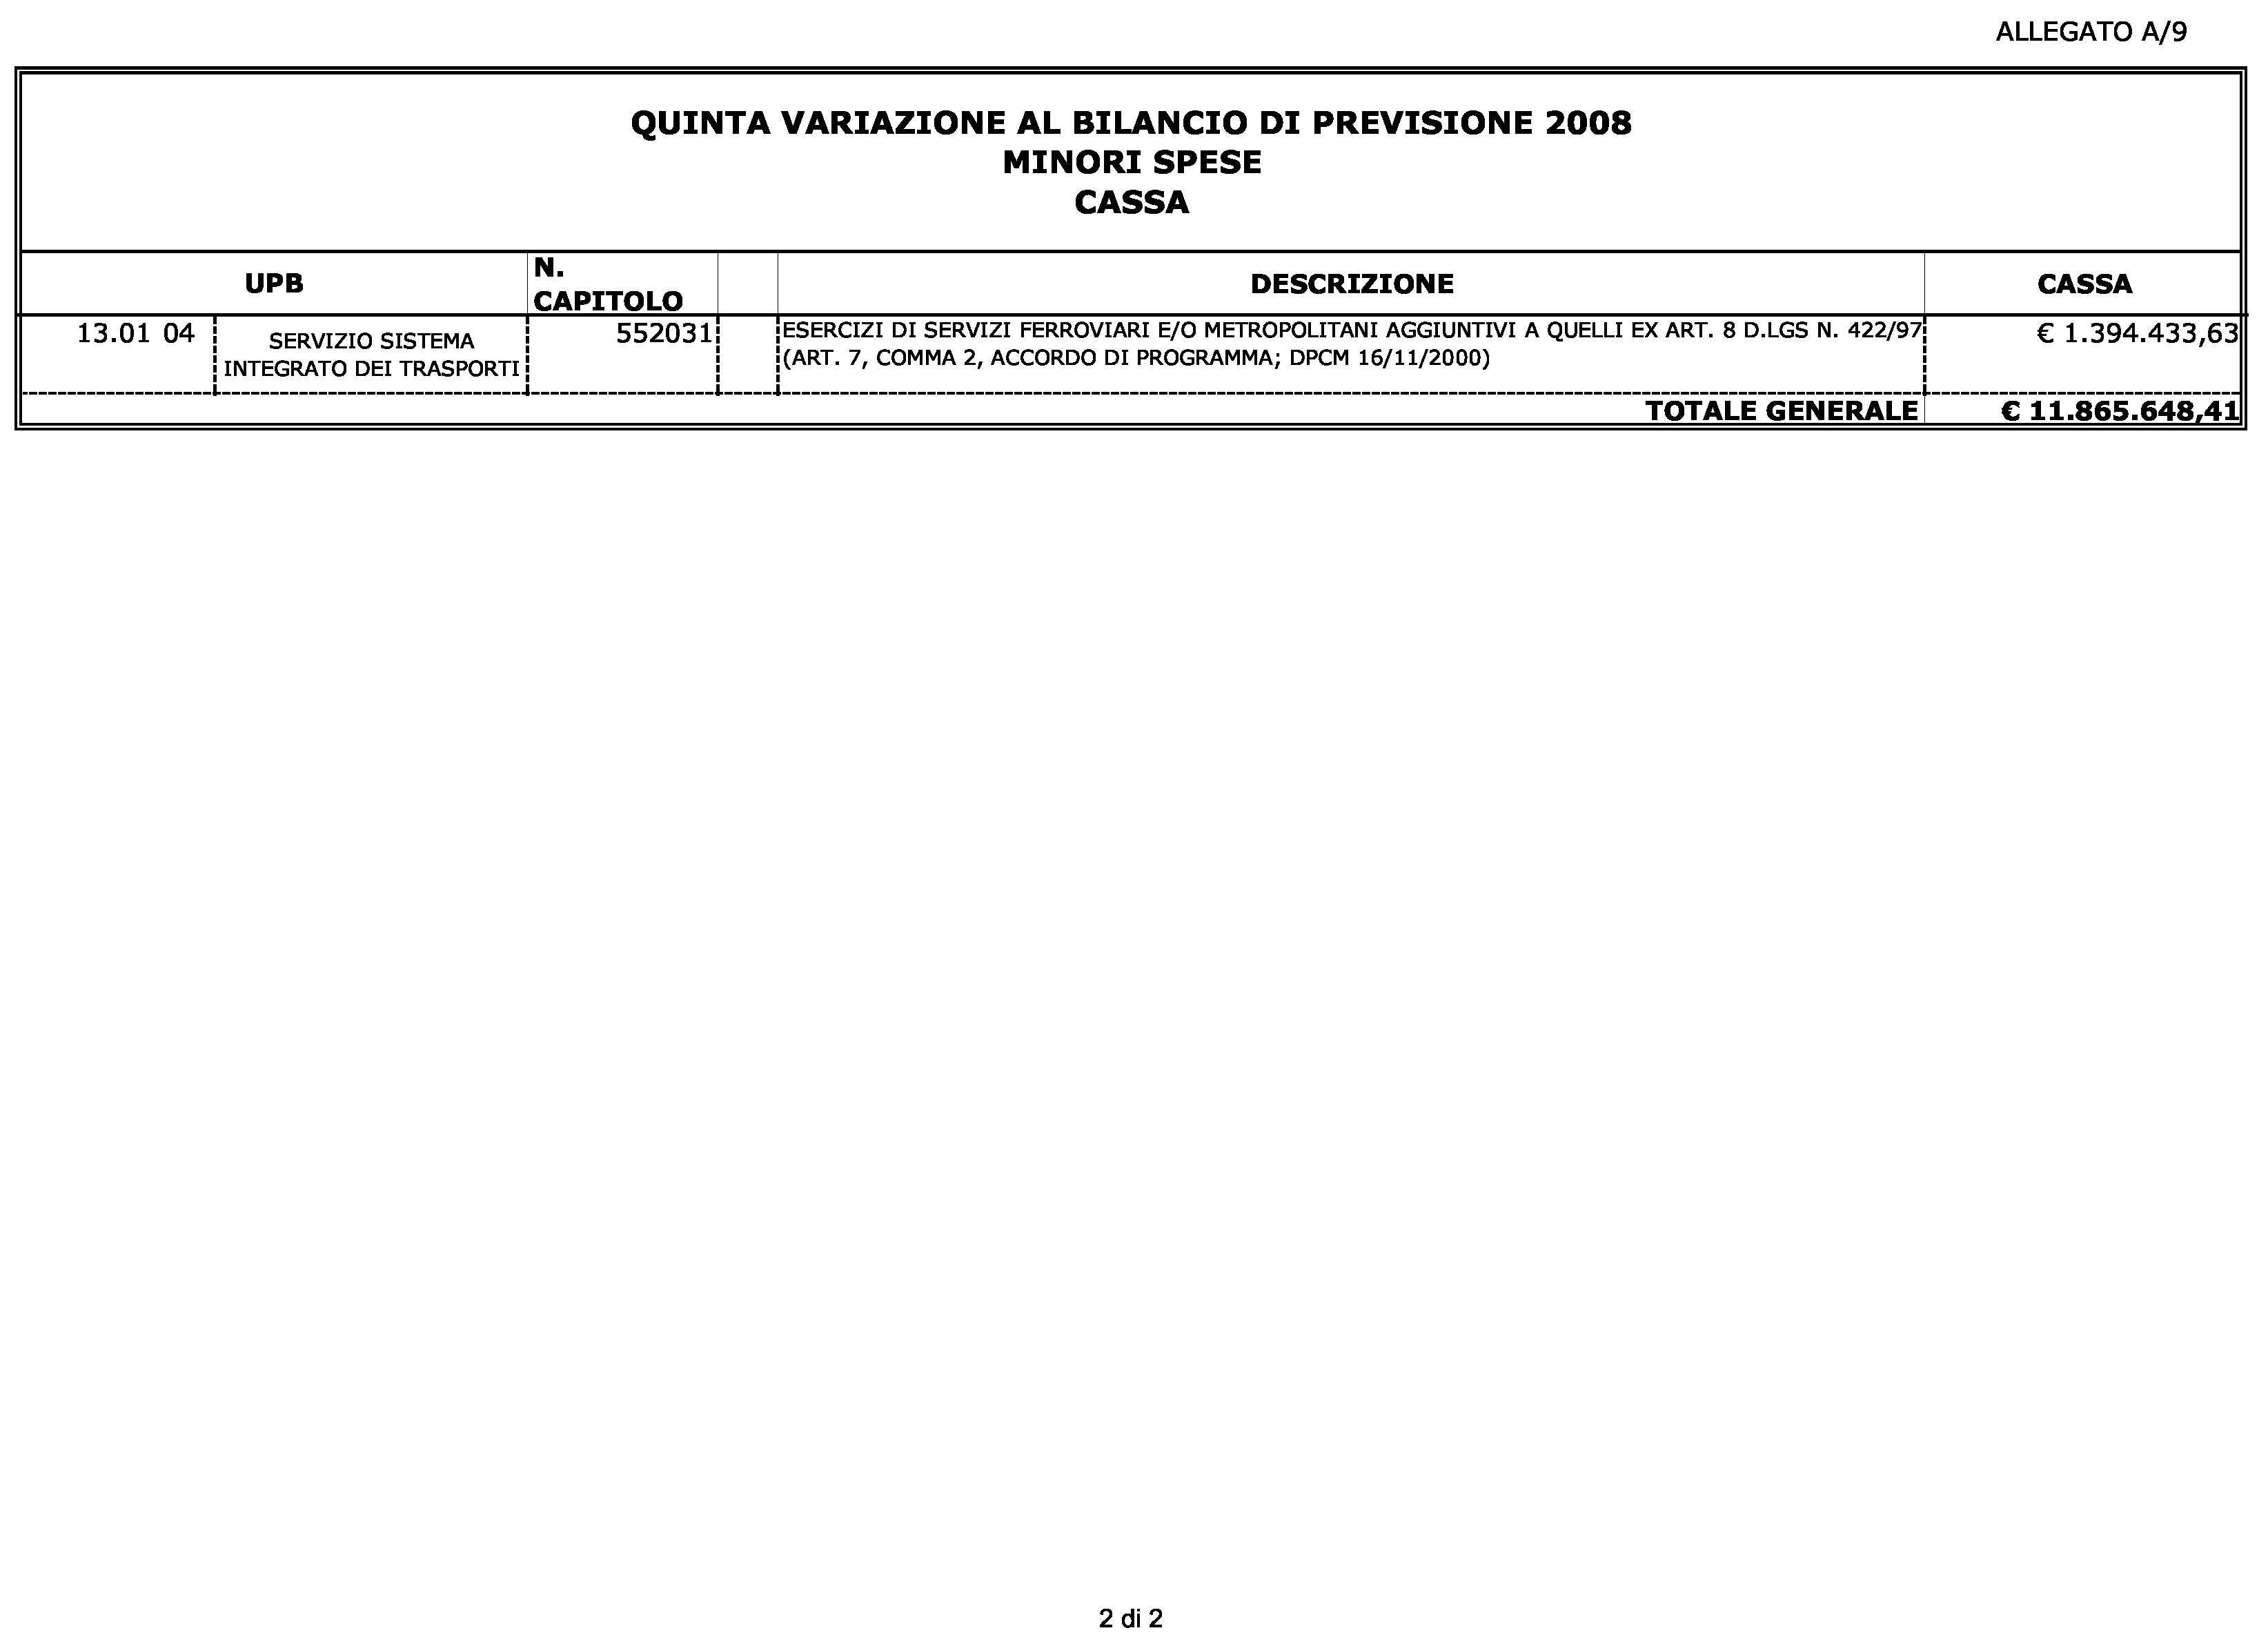 ALLEGATO A/9
QUINTA VARIAZIONE AL BILANCIO DI PREVISIONE 2008
MINORI SPESE
CASSA
UPB
N.
CAPITOLO
DESCRIZIONE
CASSA
13.01 04
SERVIZIO SISTEMA
INTEGRATO DEI TRASPORTI
552031
ESERCIZI DI SERVIZI FERROVIARI E/O METROPOLITANI AGGIUNTIVI A QUELLI EX ART. 8 D.LGS N. 422/97
(ART. 7, COMMA 2, ACCORDO DI PROGRAMMA; DPCM 16/11/2000)
€ 1.394.433,63
TOTALE GENERALE
€ 11.865.648,41
2 di 2